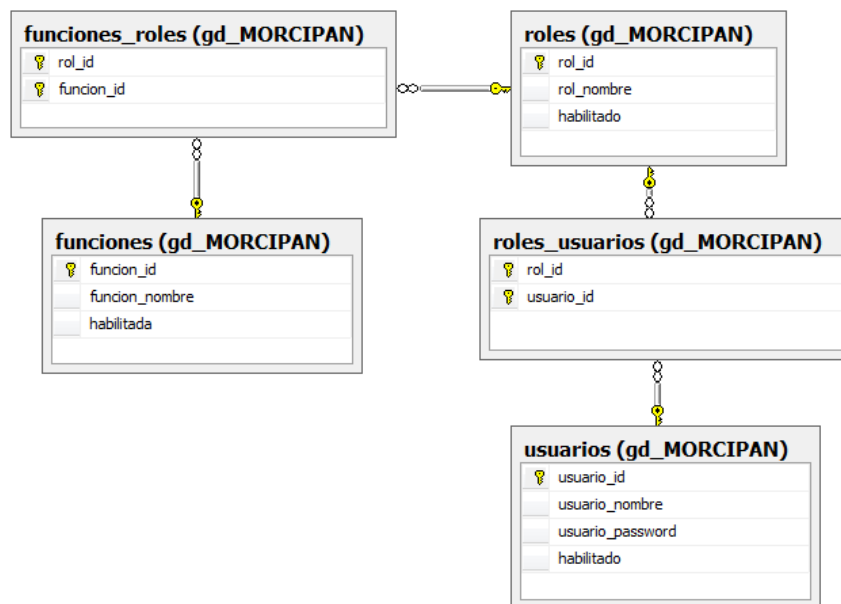 funciones_roles (gd_MORCIPAN)
rol_id
funcion_id
roles (gd_MORCIPAN)
rol_id
rol_nombre
habilitado
funciones (gd_MORCIPAN)
funcion_id
funcion_nombre
habilitada
roles_usuarios (gd_MORCIPAN)
rol_id
usuario_id
usuarios (gd_MORCIPAN)
usuario_id
usuario_nombre
usuario_password
habilitado